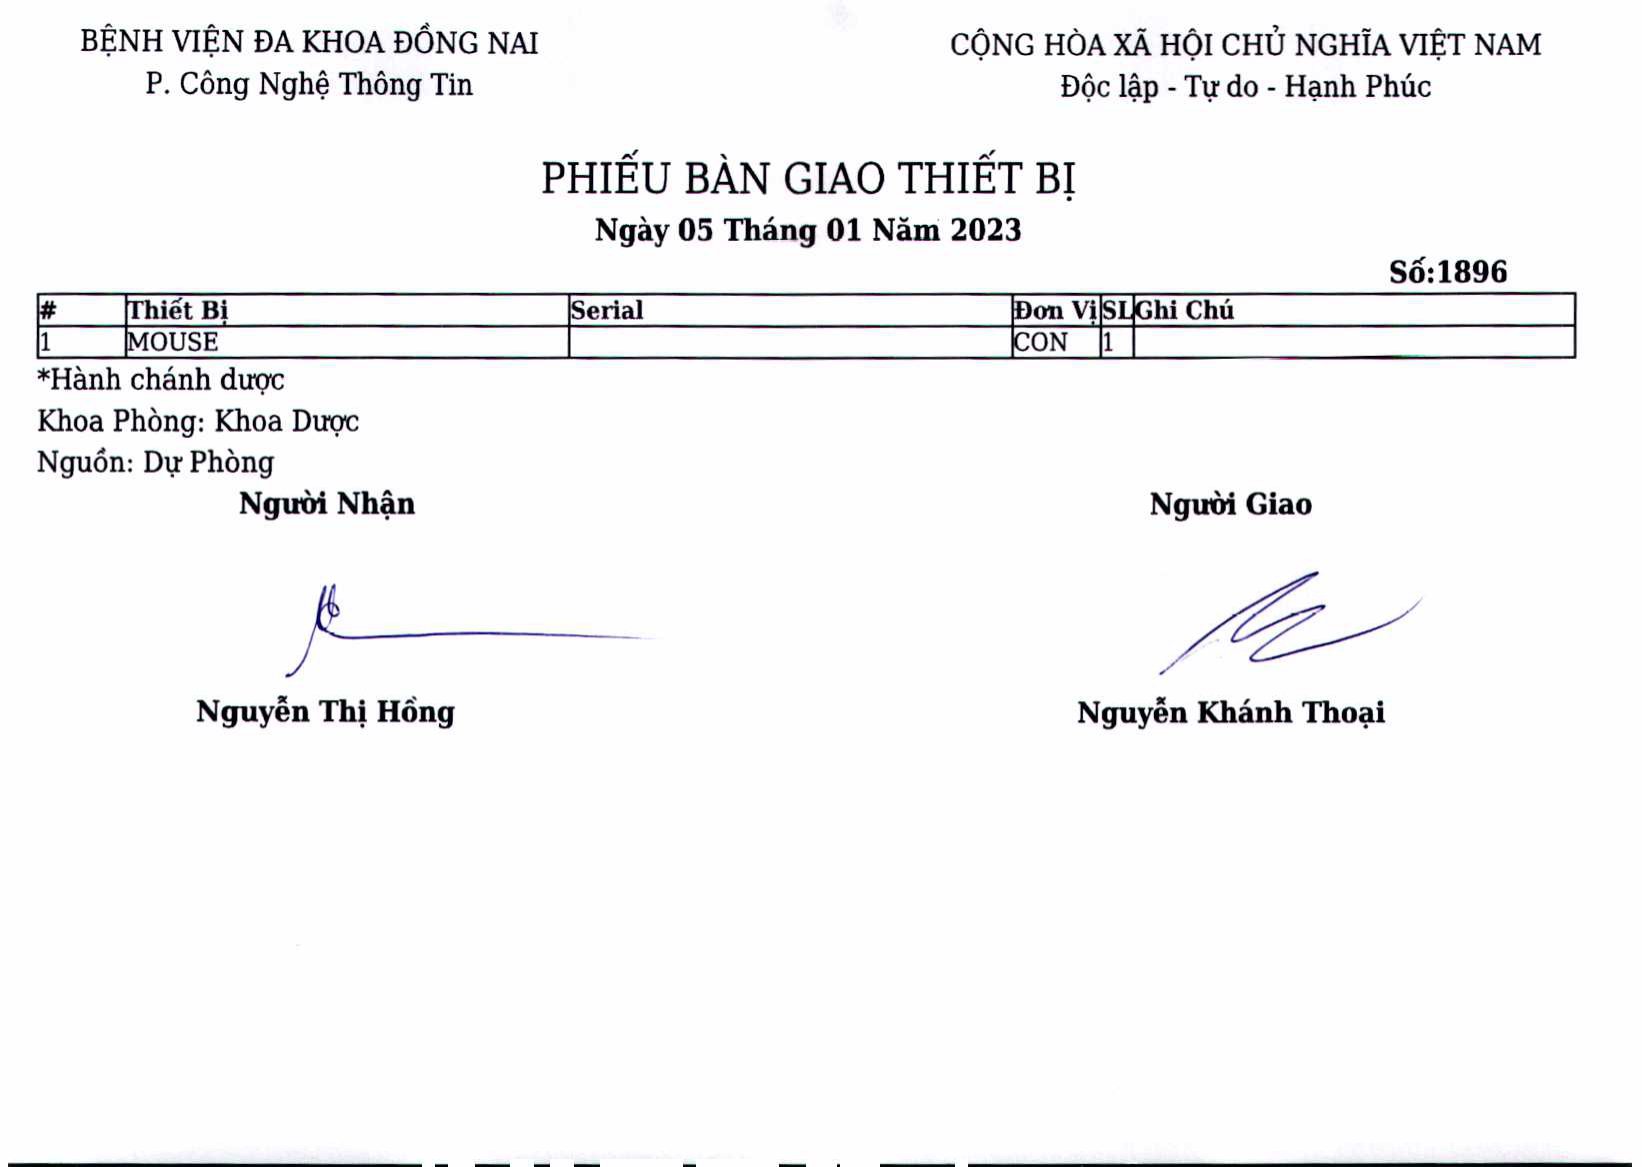 BỆNH VIỆN ĐA KHOA ĐỒNG NAI
P. Công Nghệ Thông Tin
CỘNG HÒA XÃ HỘI CHỦ NGHĨA VIỆT NAM
Độc lập - Tự do - Hạnh Phúc
PHIẾU BÀN GIAO THIẾT BỊ
Ngày 05 Tháng 01 Năm 2023
Số:1896
# Thiết Bị Serial Đơn Vị SL Ghi Chú
1 MOUSE CON 1
*Hành chánh dược
Khoa Phòng: Khoa Dược
Nguồn: Dự Phòng
Người Nhận Người Giao
Nguyễn Thị Hồng Nguyễn Khánh Thoại